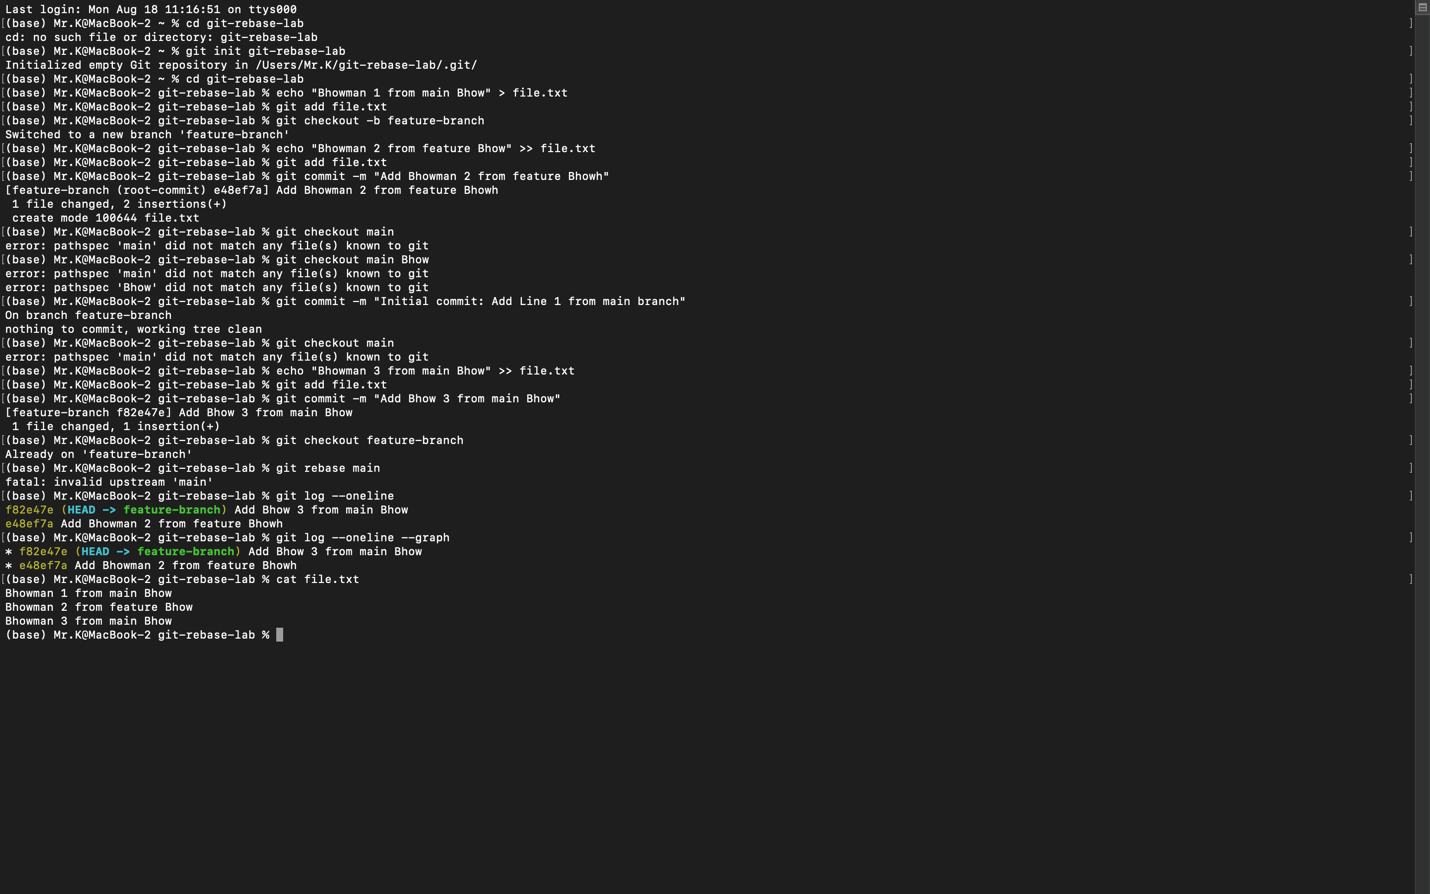 Last login: Mon Aug 18 11:16:51 on ttys000
[(base) Mr.K@MacBook-2 ~ % cd git-rebase-lab ]
cd: no such file or directory: git-rebase-lab
[(base) Mr.K@MacBook-2 ~ % git init git-rebase-lab ]
Initialized empty Git repository in /Users/Mr.K/git-rebase-lab/.git/
[(base) Mr.K@MacBook-2 ~ % cd git-rebase-lab ]
[(base) Mr.K@MacBook-2 git-rebase-lab % echo "Bhowman 1 from main Bhow" > file.txt ]
[(base) Mr.K@MacBook-2 git-rebase-lab % git add file.txt ]
[(base) Mr.K@MacBook-2 git-rebase-lab % git checkout -b feature-branch ]
Switched to a new branch 'feature-branch'
[(base) Mr.K@MacBook-2 git-rebase-lab % echo "Bhowman 2 from feature Bhow" >> file.txt ]
[(base) Mr.K@MacBook-2 git-rebase-lab % git add file.txt ]
[(base) Mr.K@MacBook-2 git-rebase-lab % git commit -m "Add Bhowman 2 from feature Bhowh" ]
[feature-branch (root-commit) e48ef7a] Add Bhowman 2 from feature Bhowh
 1 file changed, 2 insertions(+)
 create mode 100644 file.txt
[(base) Mr.K@MacBook-2 git-rebase-lab % git checkout main ]
error: pathspec 'main' did not match any file(s) known to git
[(base) Mr.K@MacBook-2 git-rebase-lab % git checkout main Bhow ]
error: pathspec 'main' did not match any file(s) known to git
error: pathspec 'Bhow' did not match any file(s) known to git
[(base) Mr.K@MacBook-2 git-rebase-lab % git commit -m "Initial commit: Add Line 1 from main branch" ]
On branch feature-branch
nothing to commit, working tree clean
[(base) Mr.K@MacBook-2 git-rebase-lab % git checkout main ]
error: pathspec 'main' did not match any file(s) known to git
[(base) Mr.K@MacBook-2 git-rebase-lab % echo "Bhowman 3 from main Bhow" >> file.txt ]
[(base) Mr.K@MacBook-2 git-rebase-lab % git add file.txt ]
[(base) Mr.K@MacBook-2 git-rebase-lab % git commit -m "Add Bhow 3 from main Bhow" ]
[feature-branch f82e47e] Add Bhow 3 from main Bhow
 1 file changed, 1 insertion(+)
[(base) Mr.K@MacBook-2 git-rebase-lab % git checkout feature-branch ]
Already on 'feature-branch'
[(base) Mr.K@MacBook-2 git-rebase-lab % git rebase main ]
fatal: invalid upstream 'main'
[(base) Mr.K@MacBook-2 git-rebase-lab % git log --oneline ]
f82e47e (HEAD -> feature-branch) Add Bhow 3 from main Bhow
e48ef7a Add Bhowman 2 from feature Bhowh
[(base) Mr.K@MacBook-2 git-rebase-lab % git log --oneline --graph ]
* f82e47e (HEAD -> feature-branch) Add Bhow 3 from main Bhow
* e48ef7a Add Bhowman 2 from feature Bhowh
[(base) Mr.K@MacBook-2 git-rebase-lab % cat file.txt ]
Bhowman 1 from main Bhow
Bhowman 2 from feature Bhow
Bhowman 3 from main Bhow
(base) Mr.K@MacBook-2 git-rebase-lab %